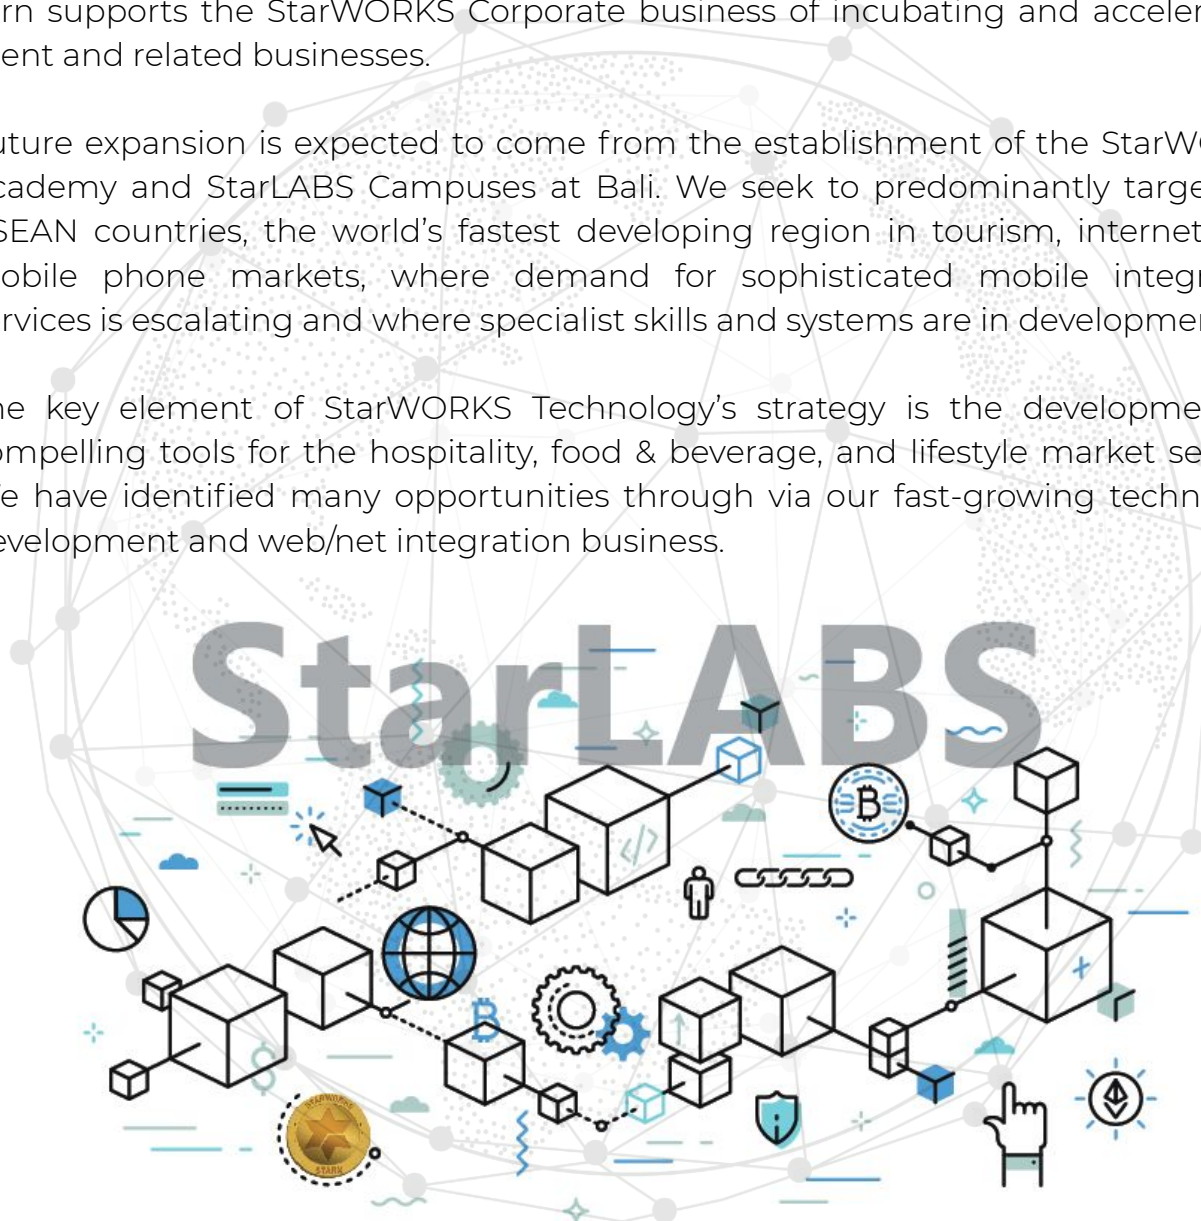 rn supports the StarWORKS Corporate business of incubating and acceler
ent and related businesses.
uture expansion is expected to come from the establishment of the StarW
cademy and StarLABS Campuses at Bali. We seek to predominantly targe
SEAN countries, the world's fastest developing region in tourism, internet
obile phone markets, where demand for sophisticated mobile integr
rvices is escalating and where specialist skills and systems are in developme
he key element of StarWORKS Technology's strategy is the developme
ompelling tools for the hospitality, food & beverage, and lifestyle market se
e have identified many opportunities through via our fast-growing techn
evelopment and web/net integration business.
StarLABS
</>
STARWORKS
STARK